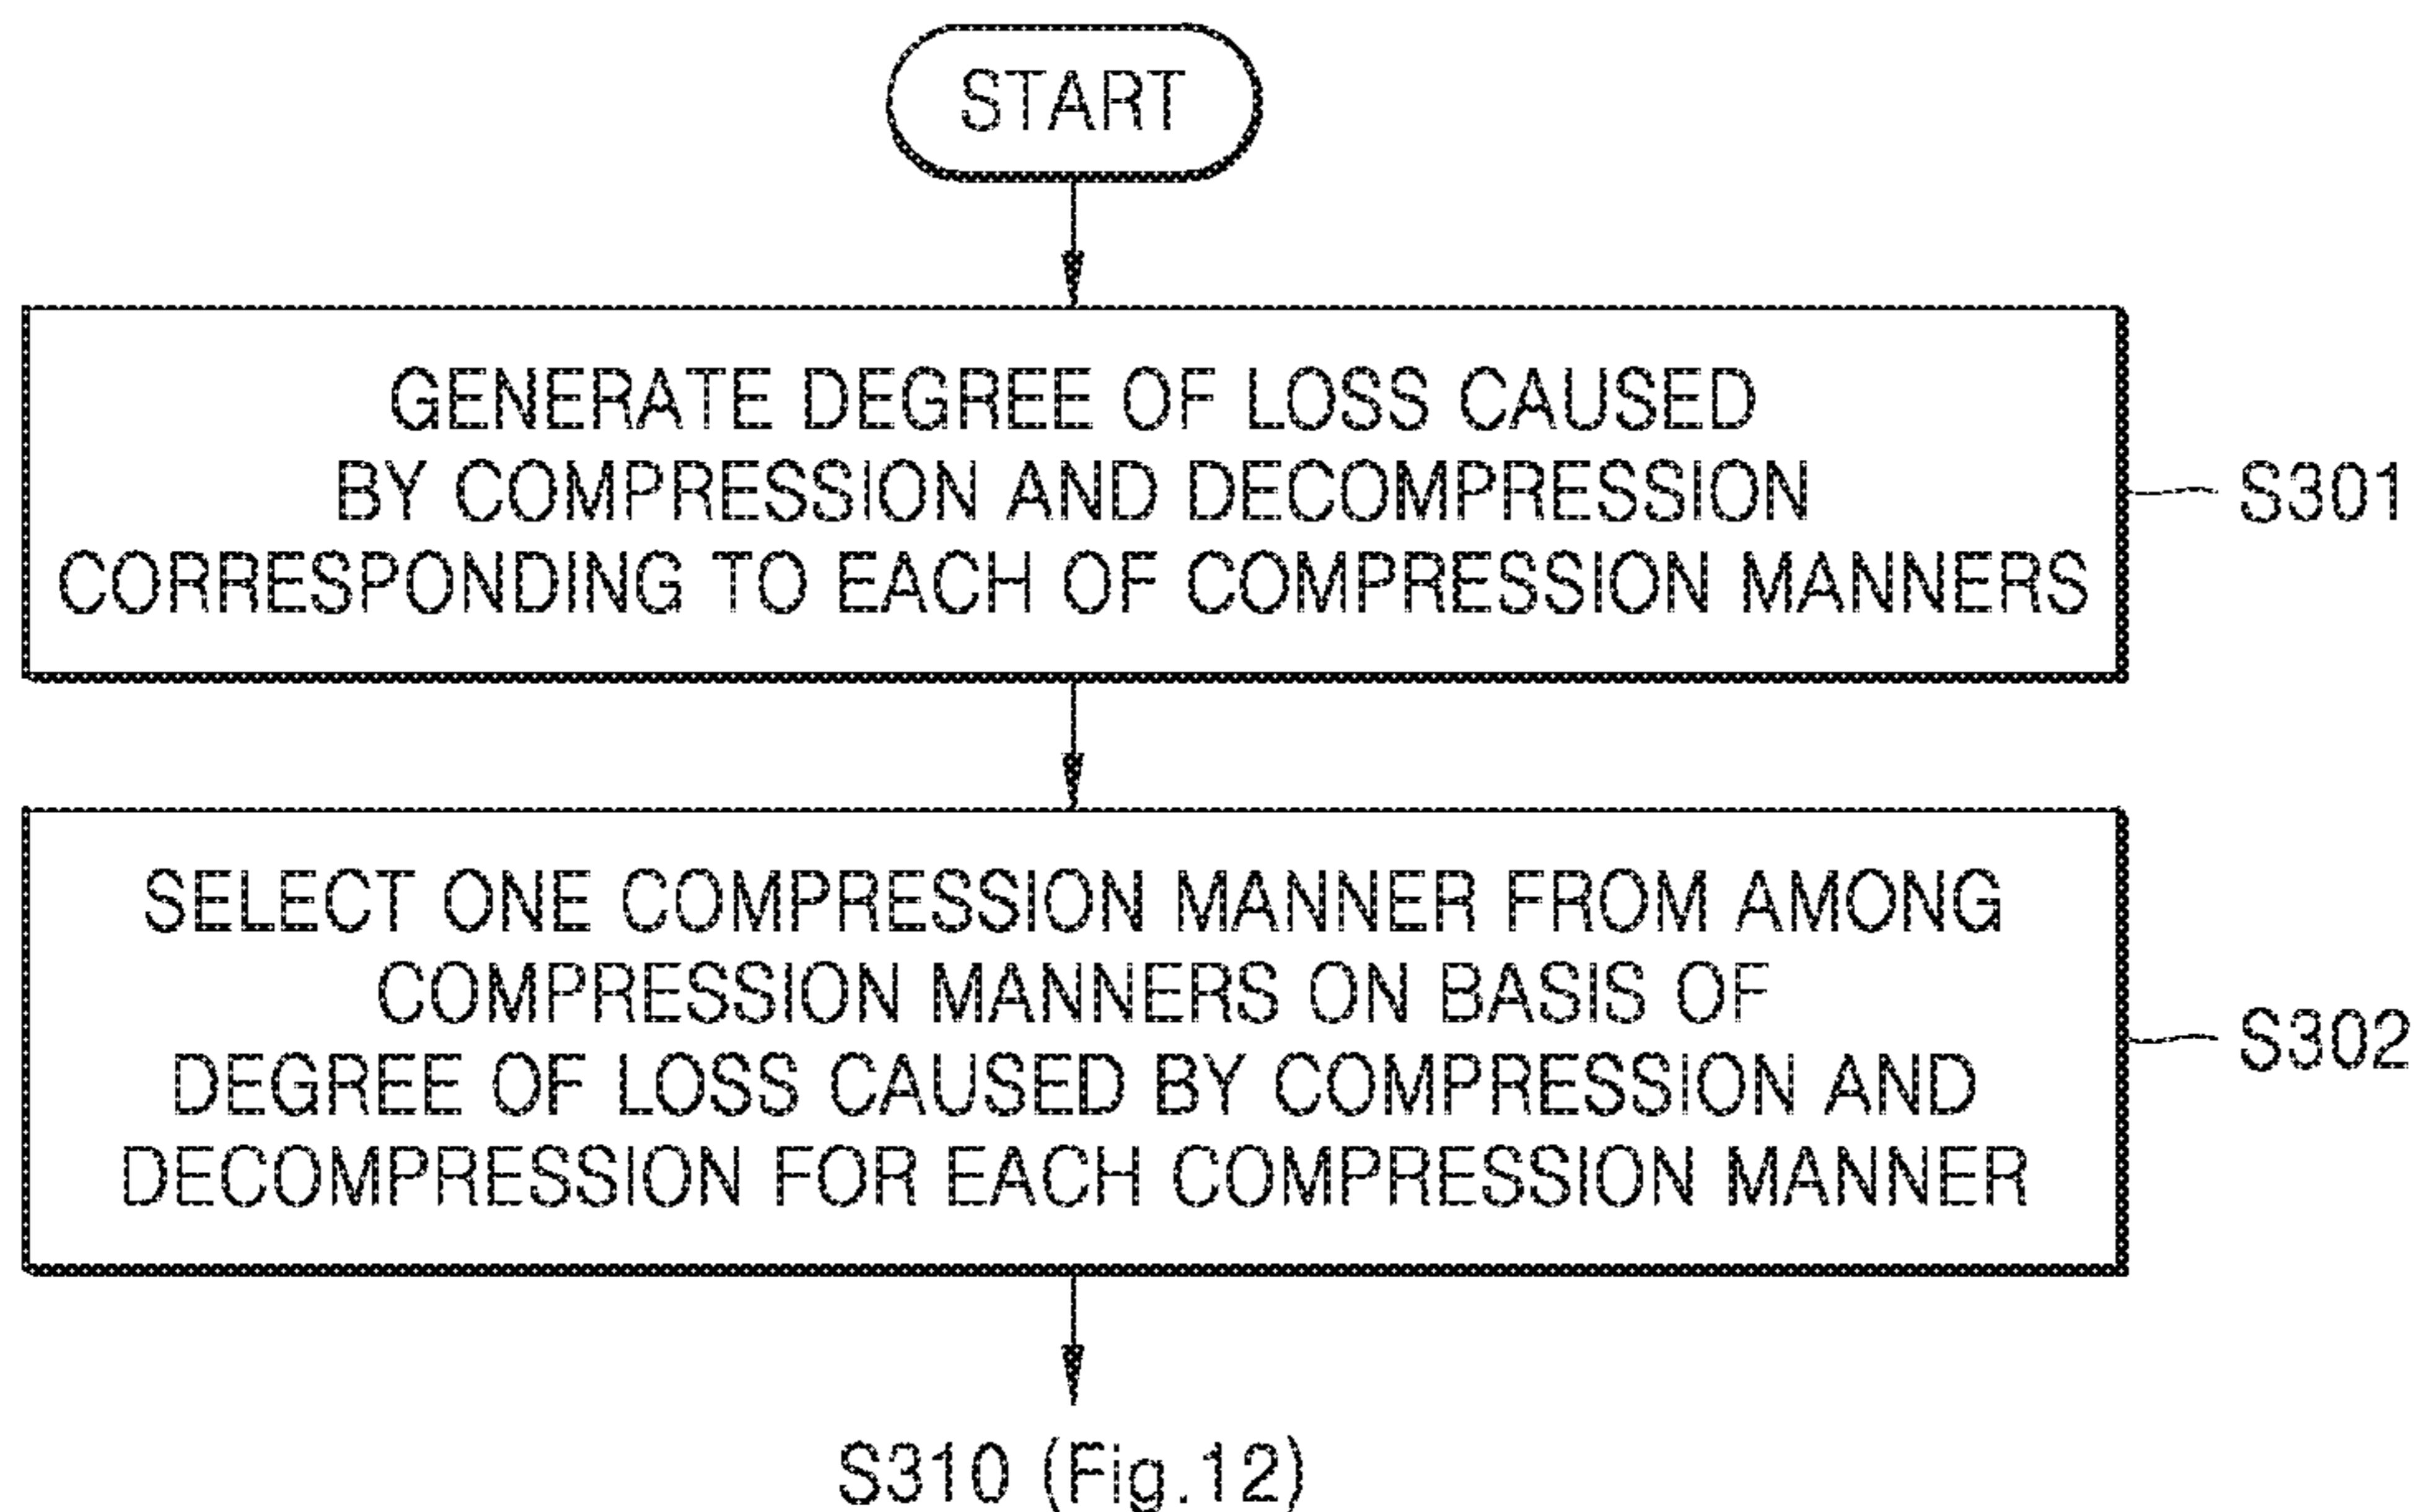 START
GENERATE DEGREE OF LOSS CAUSED
BY COMPRESSION AND DECOMPRESSION
CORRESPONDING TO EACH OF COMPRESSION MANNERS
S301
SELECT ONE COMPRESSION MANNER FROM AMONG
COMPRESSION MANNERS ON BASIS OF
DEGREE OF LOSS CAUSED BY COMPRESSION AND
DECOMPRESSION FOR EACH COMPRESSION MANNER
S302
S310 (Fig.12)